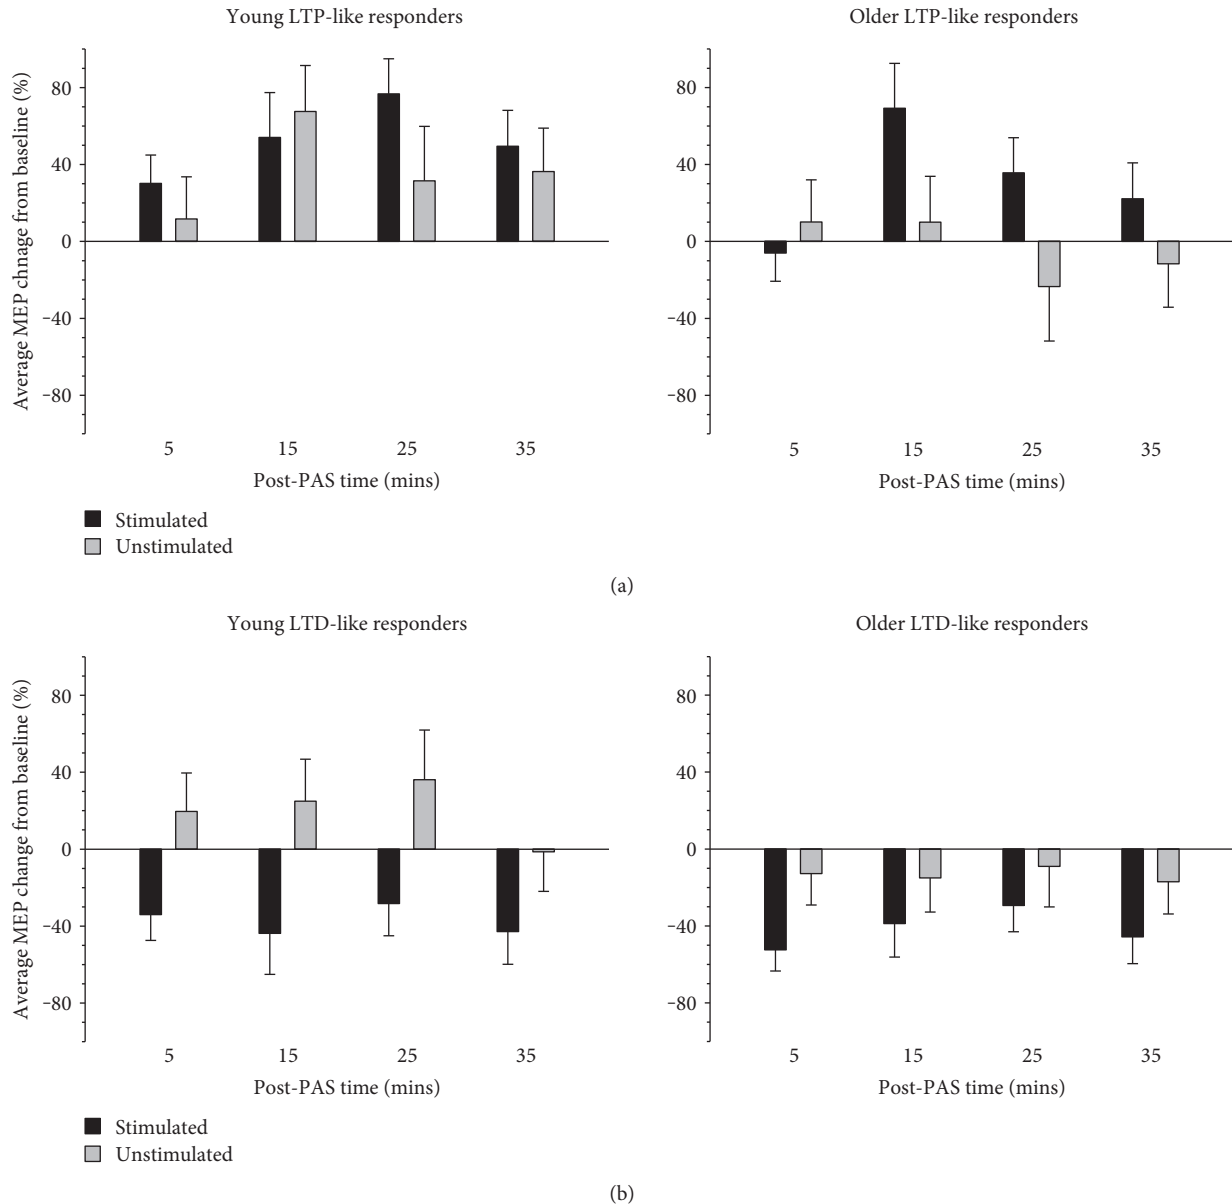 Young LTP-like responders
Older LTP-like responders
Average MEP chnage from baseline (%)
80
40
0
−40
−80
5 15 25 35
Post-PAS time (mins)
80
40
0
−40
−80
5 15 25 35
Post-PAS time (mins)
Stimulated
Unstimulated
(a)
Young LTD-like responders
Older LTD-like responders
Average MEP change from baseline (%)
80
40
0
−40
−80
5 15 25 35
Post-PAS time (mins)
80
40
0
−40
−80
5 15 25 35
Post-PAS time (mins)
Stimulated
Unstimulated
(b)